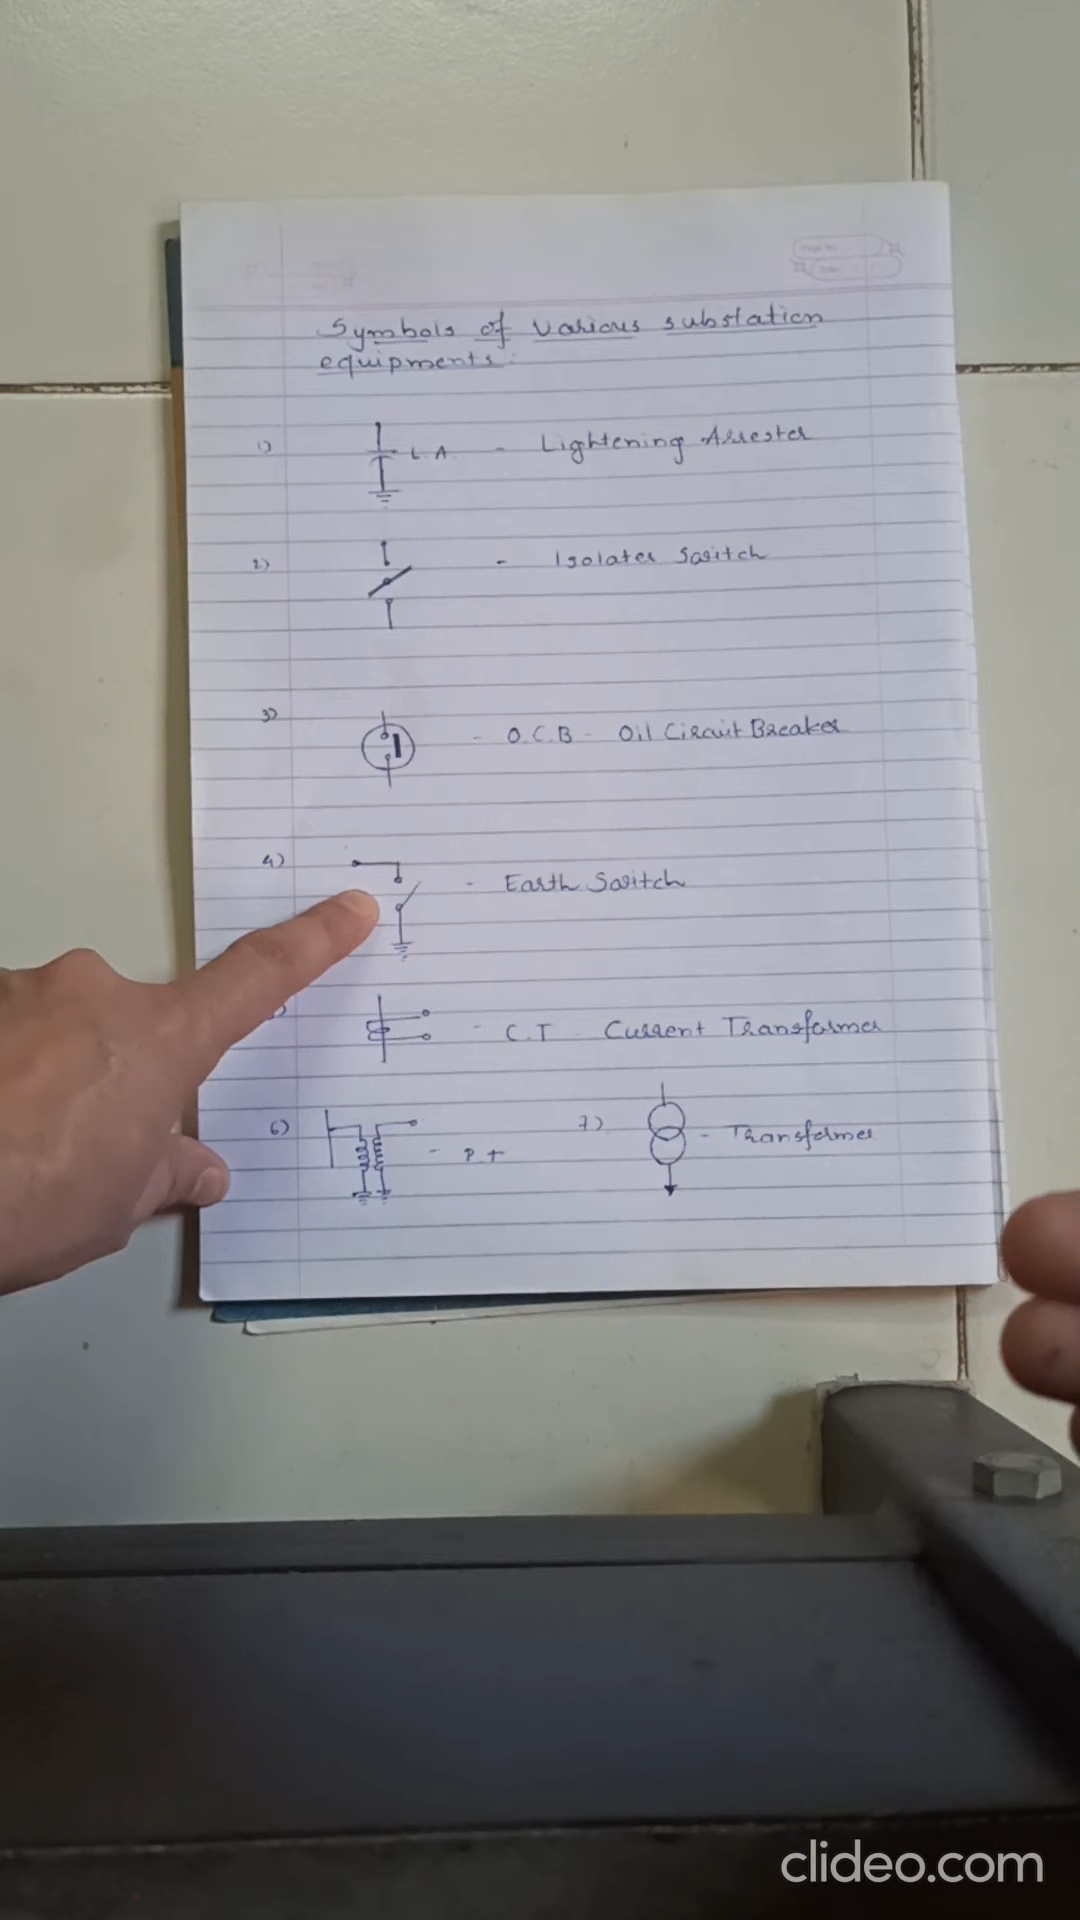 Symbols of various substation
equipments:
1) L.A. - Lightening Arrester
2) - Isolater Switch
3) - O.C.B - Oil Circuit Breaker
4) - Earth Switch
- C.T - Current Transformer
6) - P.t 7) - Transformer
clideo.com